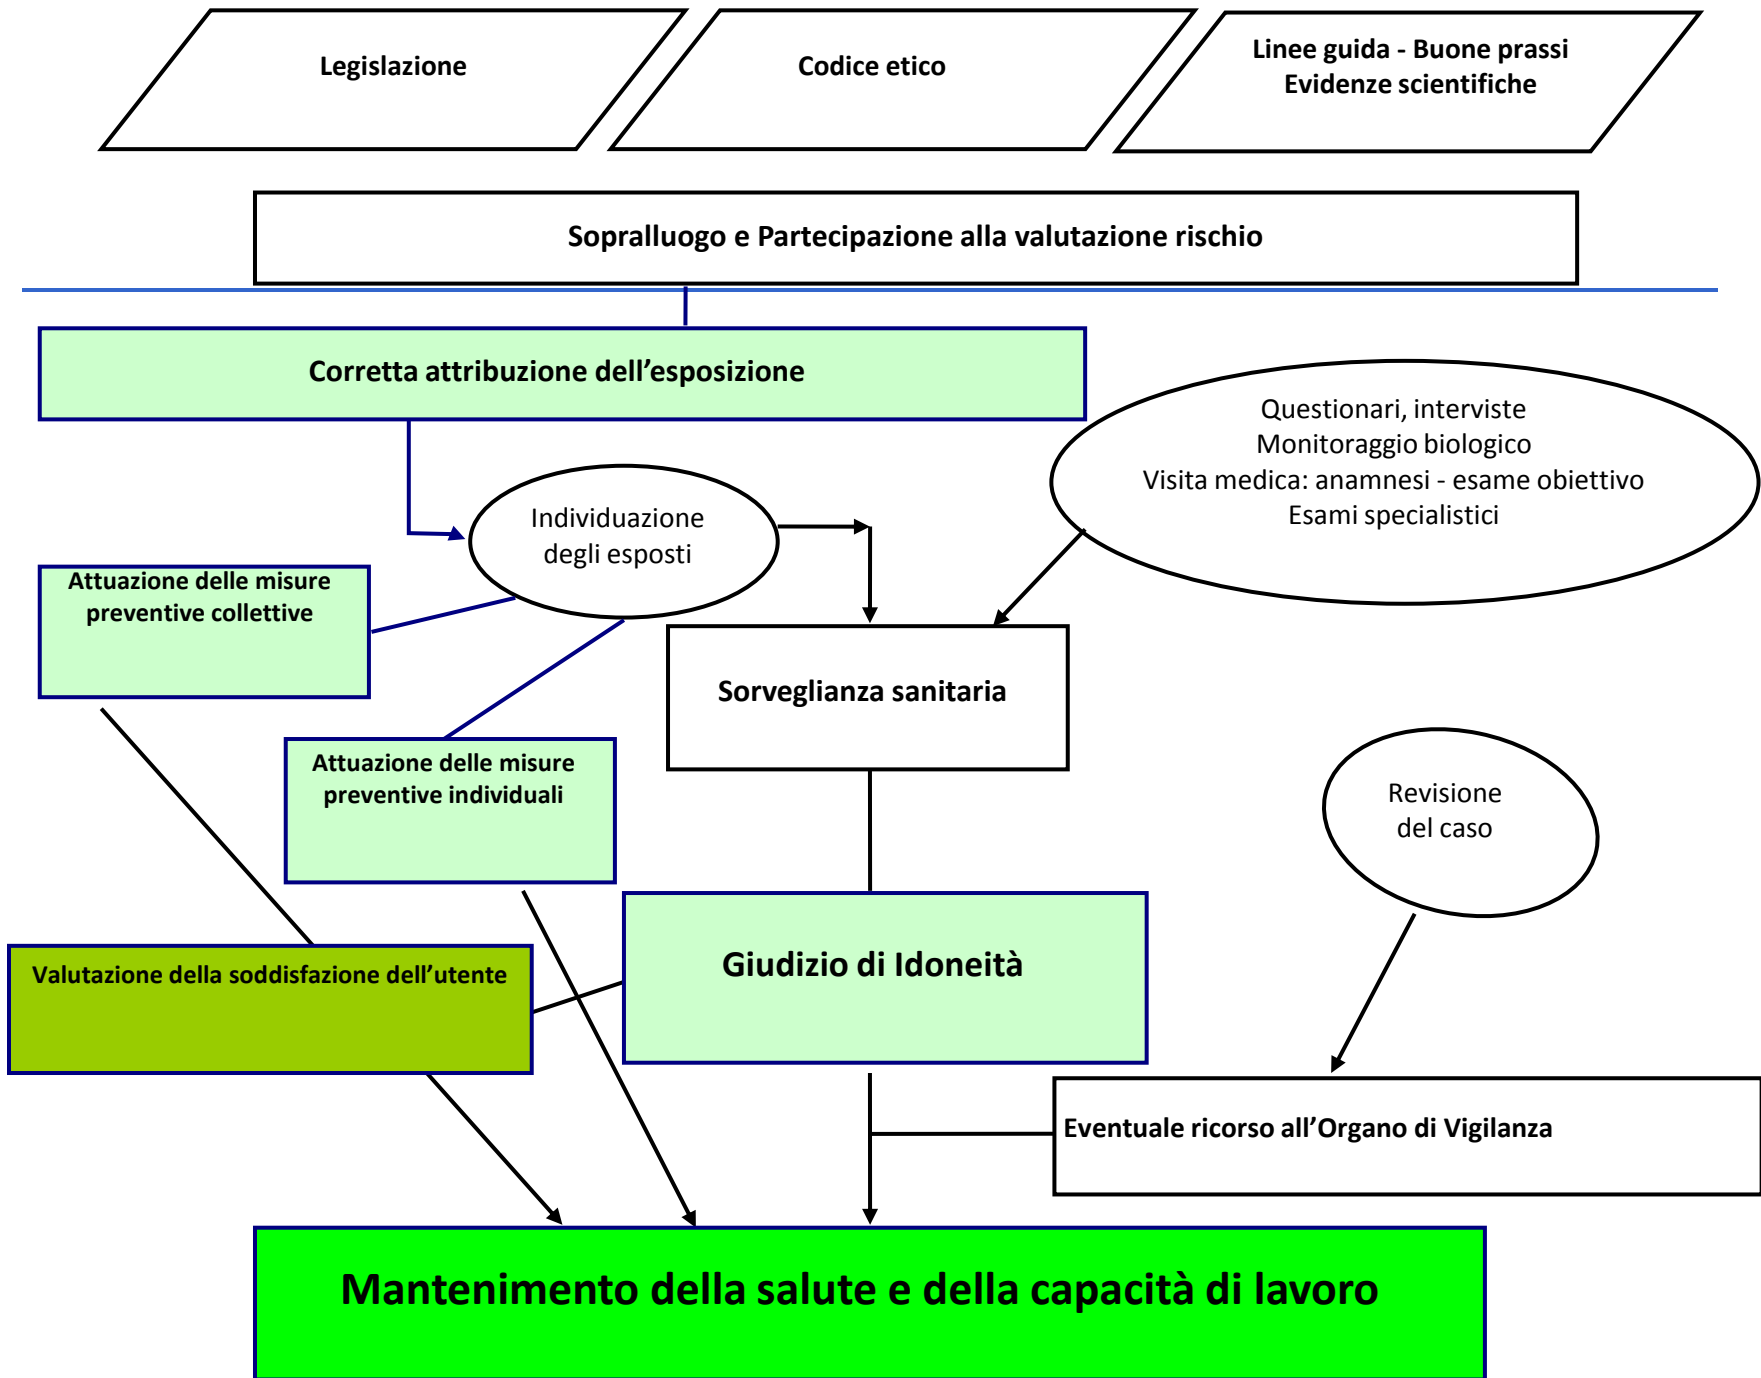 Legislazione
Codice etico
Linee guida - Buone prassi
Evidenze scientifiche
Sopralluogo e Partecipazione alla valutazione rischio
Corretta attribuzione dell’esposizione
Questionari, interviste
Monitoraggio biologico
Visita medica: anamnesi - esame obiettivo
Esami specialistici
Individuazione
degli esposti
Attuazione delle misure
preventive collettive
Sorveglianza sanitaria
Attuazione delle misure
preventive individuali
Revisione
del caso
Giudizio di Idoneità
Valutazione della soddisfazione dell’utente
Eventuale ricorso all’Organo di Vigilanza
Mantenimento della salute e della capacità di lavoro